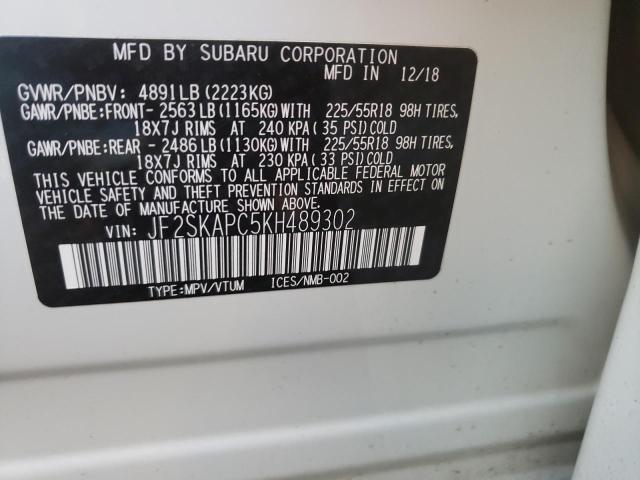 MFD BY SUBARU CORPORATION
MFD IN 12/18
GVWR/PNBV: 4891LB (2223KG)
GAWR/PNBE:FRONT- 2563LB (1165KG)WITH 225/55R18 98H TIRES,
18X7J RIMS AT 240 KPA (35 PSI)COLD
GAWR/PNBE:REAR - 2486LB (1130KG)WITH 225/55R18 98H TIRES,
18X7J RIMS AT 230 KPA (33 PSI)COLD
THIS VEHICLE CONFORMS TO ALL APPLICABLE FEDERAL MOTOR
VEHICLE SAFETY AND THEFT PREVENTION STANDARDS IN EFFECT ON
THE DATE OF MANUFACTURE SHOWN ABOVE.
VIN: JF2SKAPC5KH489302
TYPE:MPV/VTUM ICES/NMB-002